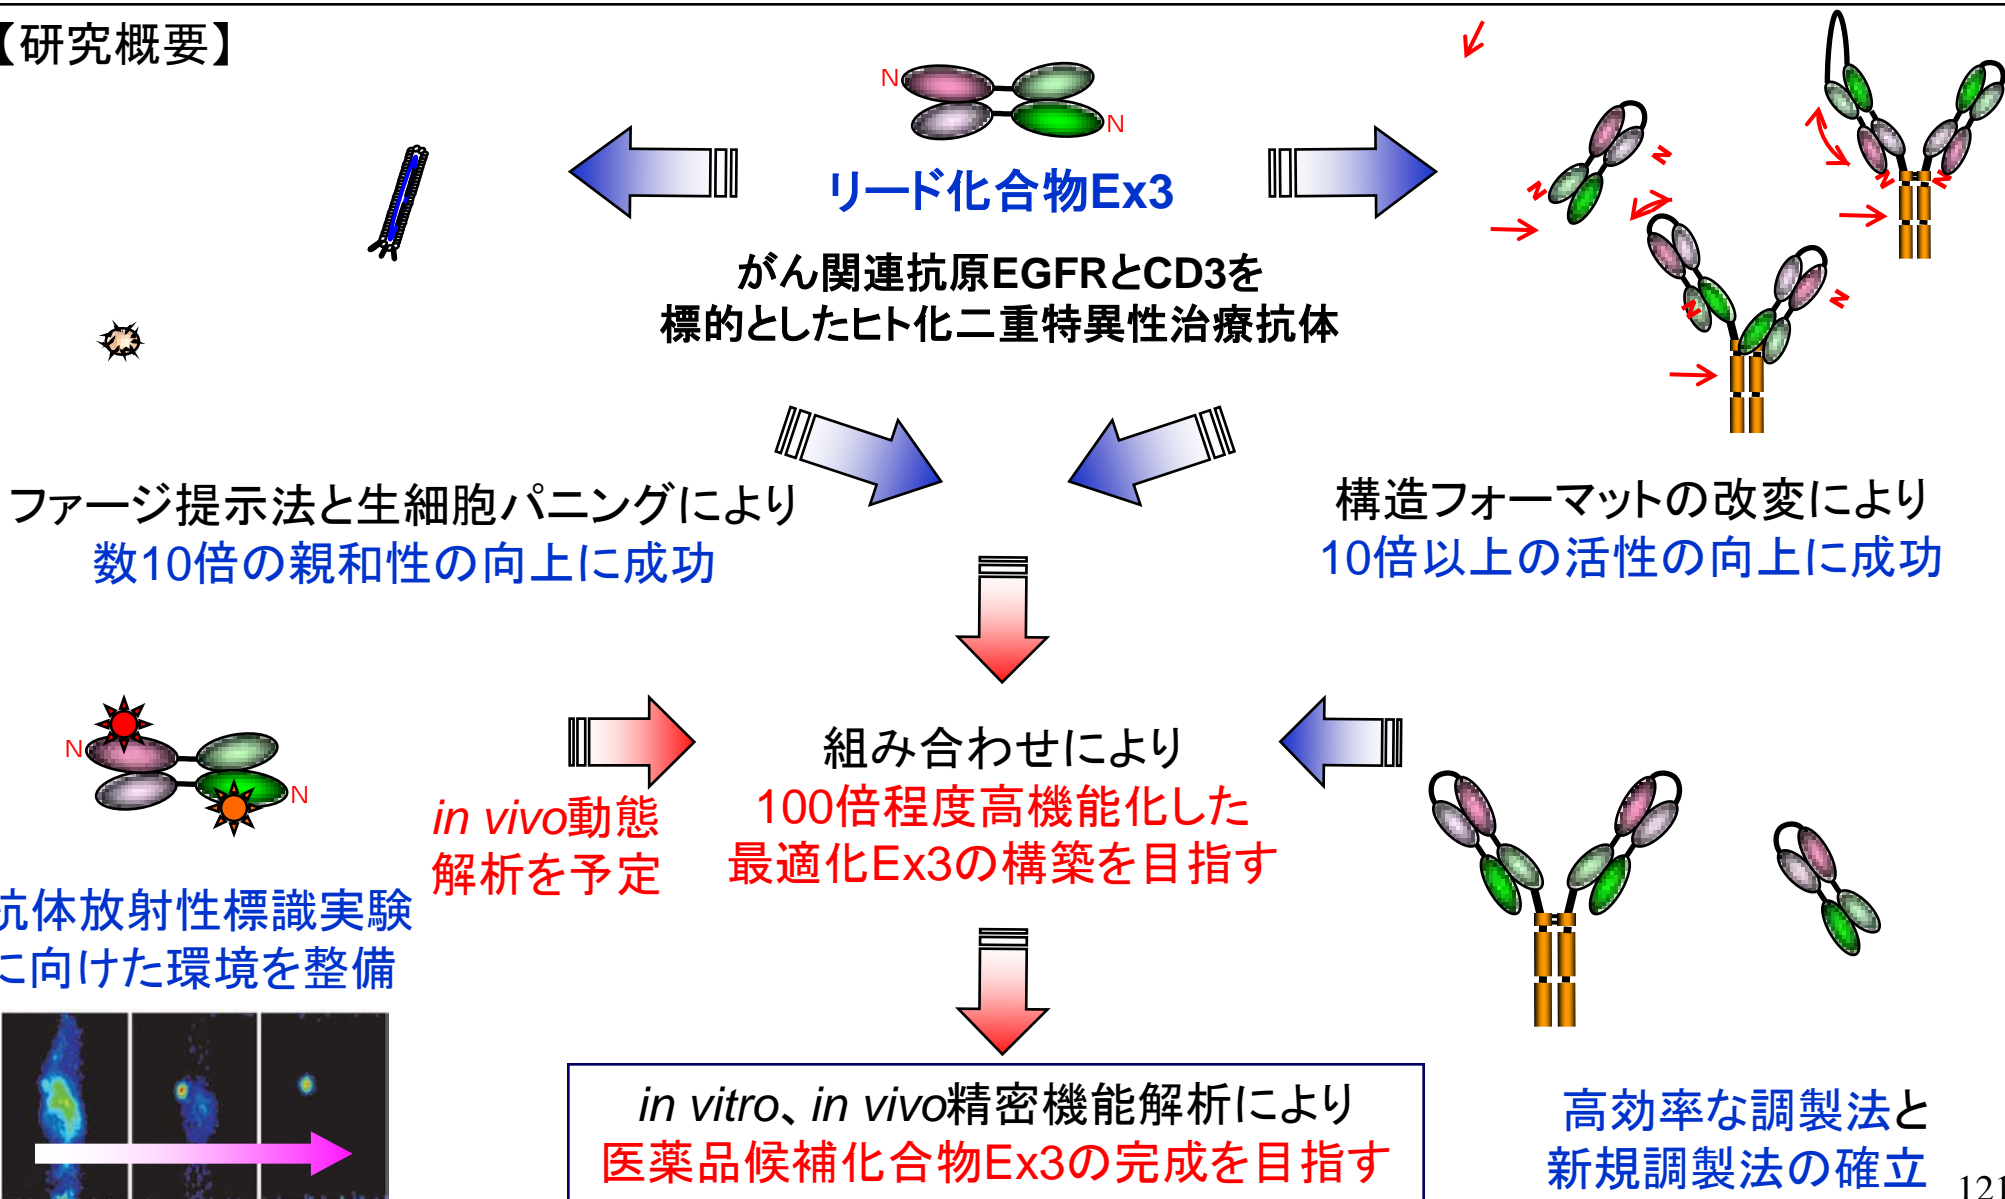 【研究概要】
N
N
リード化合物Ex3
がん関連抗原EGFRとCD3を
標的としたヒト化二重特異性治療抗体
N
N
N
N
N
N
ファージ提示法と生細胞パニングにより
数10倍の親和性の向上に成功
構造フォーマットの改変により
10倍以上の活性の向上に成功
N
N
in vivo動態
解析を予定
組み合わせにより
100倍程度高機能化した
最適化Ex3の構築を目指す
抗体放射性標識実験
に向けた環境を整備
in vitro、in vivo精密機能解析により
医薬品候補化合物Ex3の完成を目指す
高効率な調製法と
新規調製法の確立
121